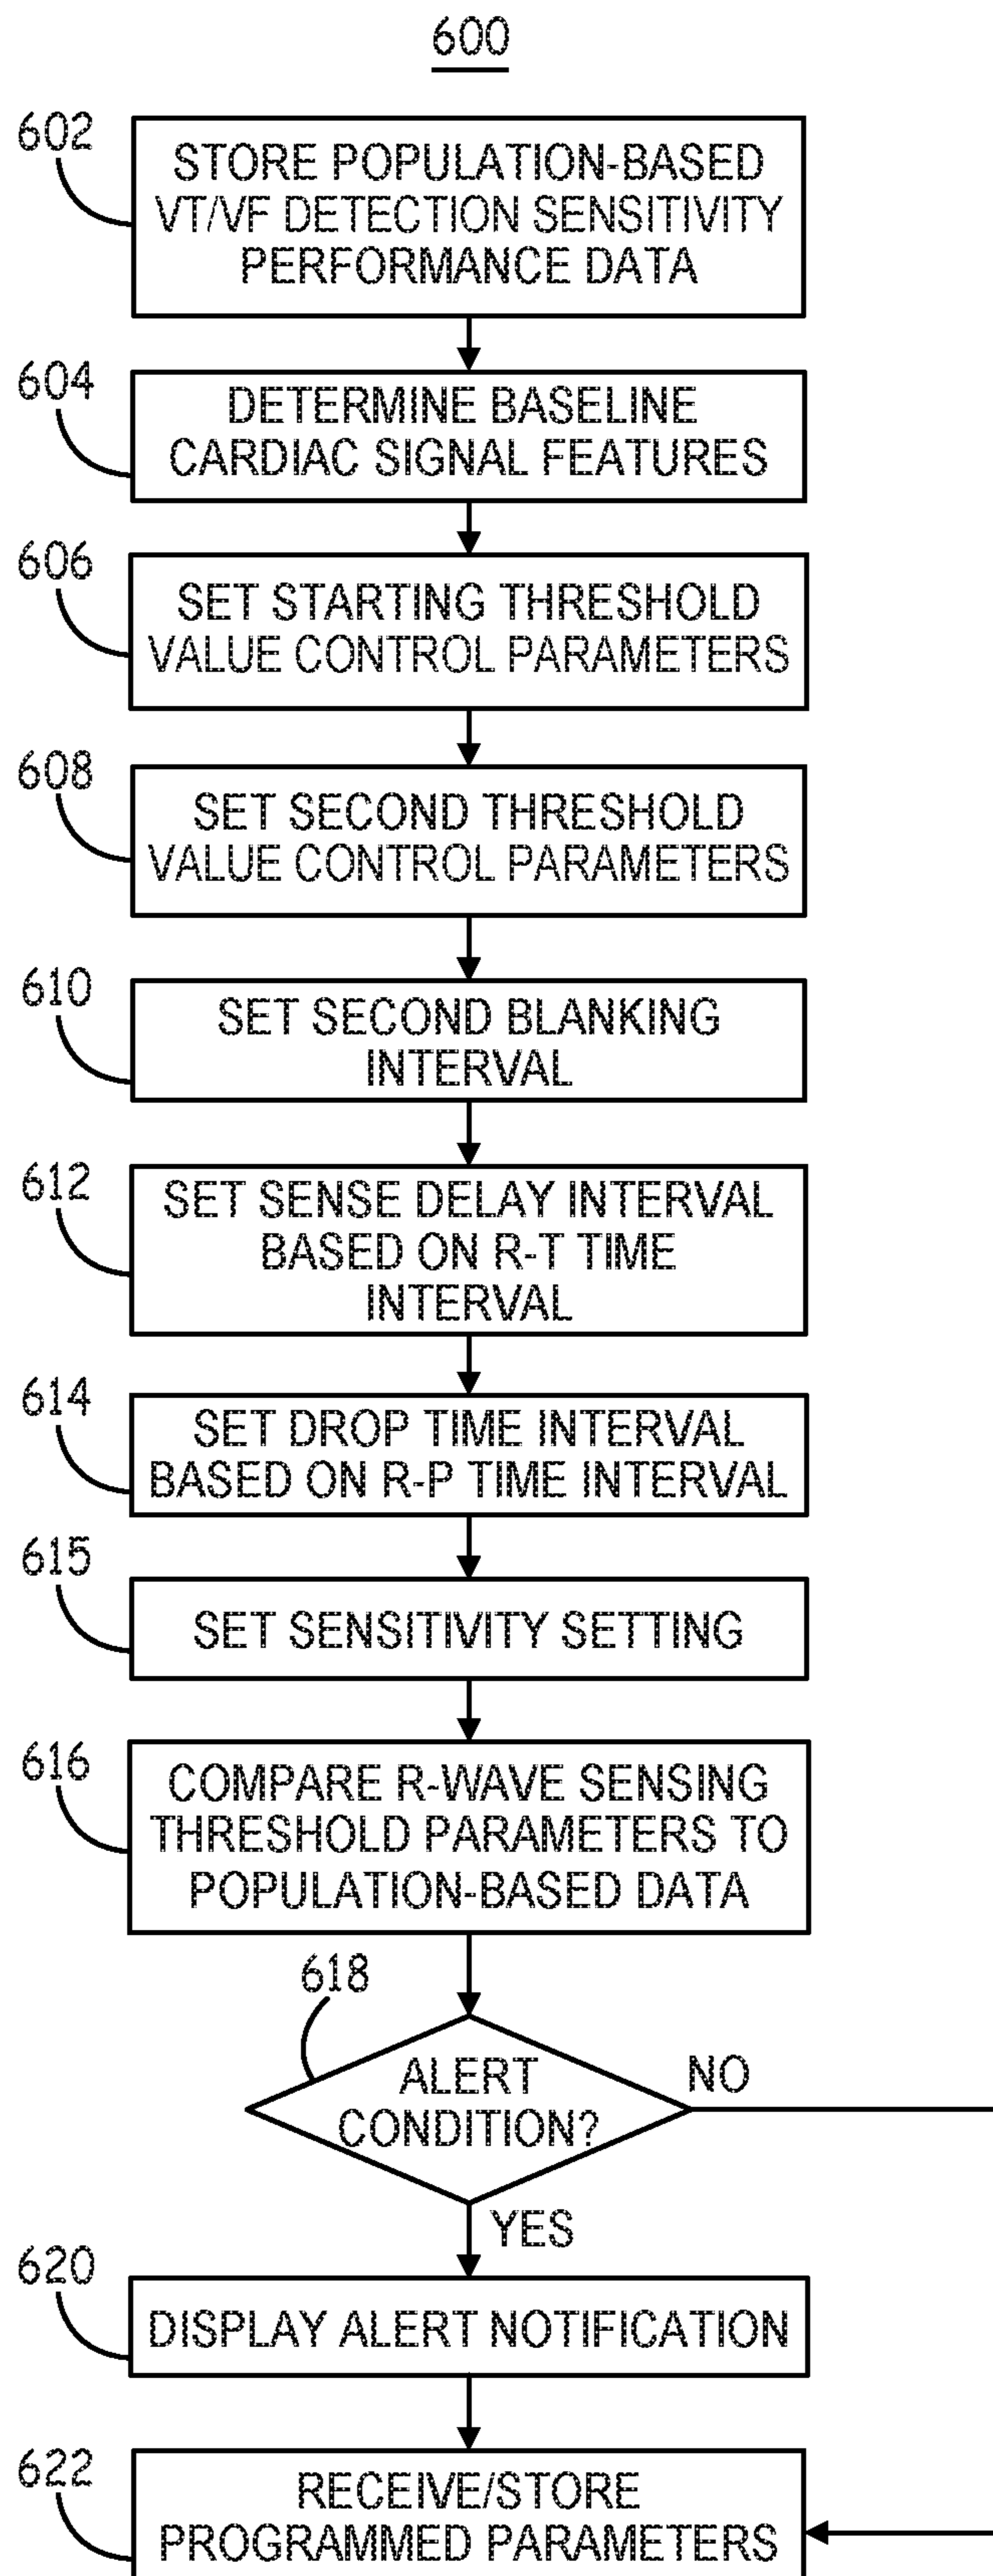 600
602
STORE POPULATION-BASED
VT/VF DETECTION SENSITIVITY
PERFORMANCE DATA
604
DETERMINE BASELINE
CARDIAC SIGNAL FEATURES
606
SET STARTING THRESHOLD
VALUE CONTROL PARAMETERS
608
SET SECOND THRESHOLD
VALUE CONTROL PARAMETERS
610
SET SECOND BLANKING
INTERVAL
612
SET SENSE DELAY INTERVAL
BASED ON R-T TIME
INTERVAL
614
SET DROP TIME INTERVAL
BASED ON R-P TIME INTERVAL
615
SET SENSITIVITY SETTING
616
COMPARE R-WAVE SENSING
THRESHOLD PARAMETERS TO
POPULATION-BASED DATA
618
ALERT
CONDITION?
NO
YES
620
DISPLAY ALERT NOTIFICATION
622
RECEIVE/STORE
PROGRAMMED PARAMETERS